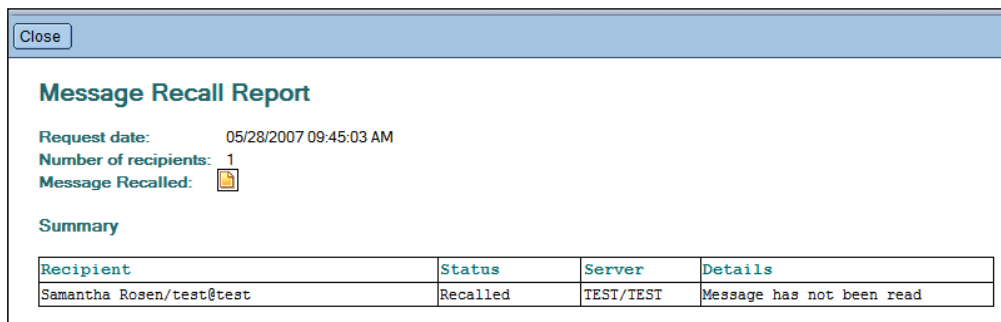 Close
Message Recall Report
Request date: 05/28/2007 09:45:03 AM
Number of recipients: 1
Message Recalled:
Summary
Recipient Status Server Details
Samantha Rosen/test@test Recalled TEST/TEST Message has not been read